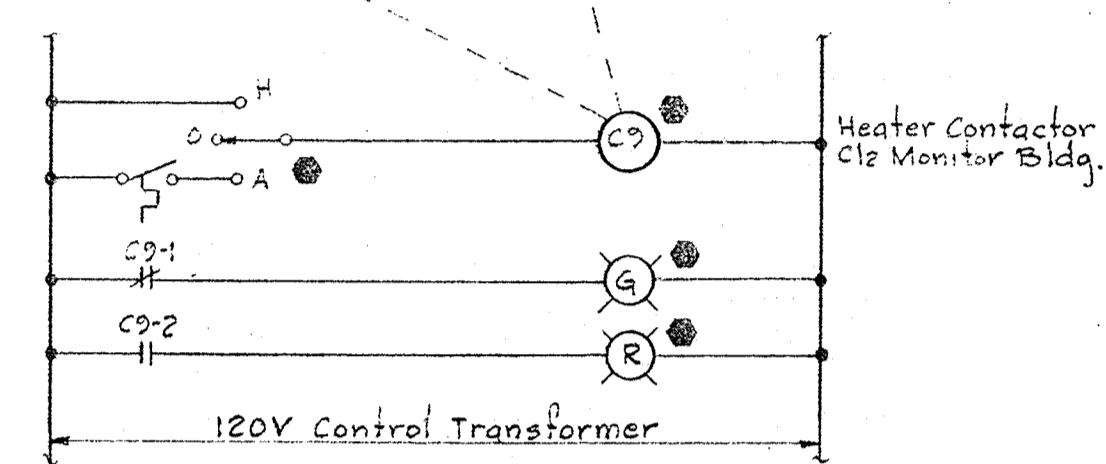 H
O
C9
Heater Contactor
Cl2 Monitor Bldg.
A
C9-1
G
C9-2
R
120V Control Transformer